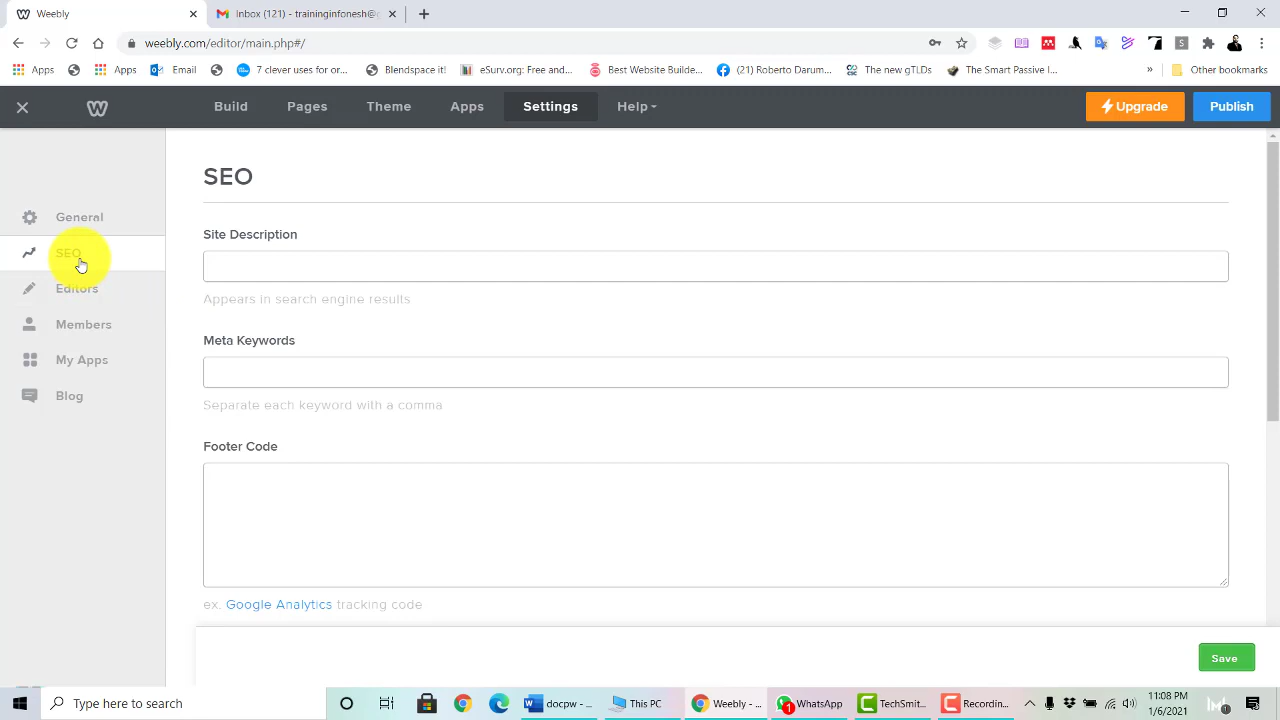 Weebly
Inbox (121) - traininginfonesh@g
weebly.com/editor/main.php#/
Apps
Apps
Email
7 clever uses for or...
Blendspace it!
eSurv.org: Free and...
Best Website Builde...
(21) Roberto Darum...
The new gTLDs
The Smart Passive I...
»
Other bookmarks
Build
Pages
Theme
Apps
Settings
Help
Upgrade
Publish
SEO
General
Site Description
SEO
Editors
Appears in search engine results
Members
Meta Keywords
My Apps
Blog
Separate each keyword with a comma
Footer Code
ex. Google Analytics tracking code
Save
Type here to search
docpw - ...
This PC
Weebly - ...
1
WhatsApp
TechSmit...
Recordin...
11:08 PM
1/6/2021